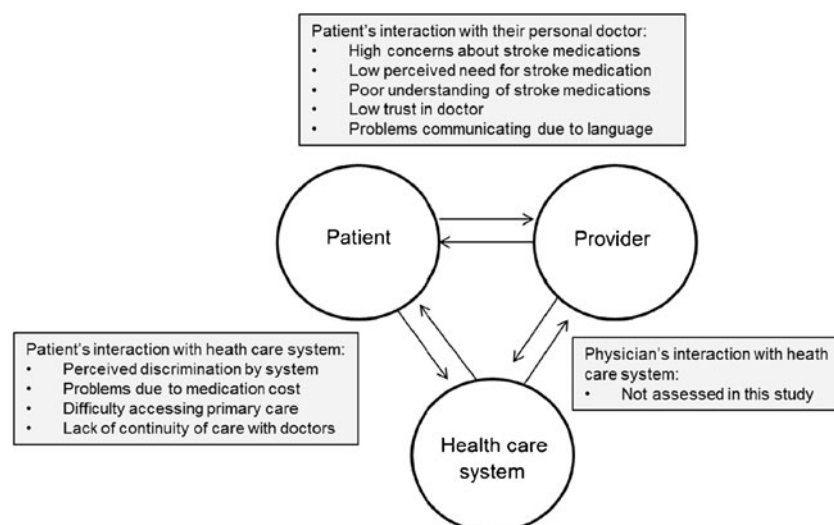 Patient's interaction with their personal doctor:
• High concerns about stroke medications
• Low perceived need for stroke medication
• Poor understanding of stroke medications
• Low trust in doctor
• Problems communicating due to language
Patient
Provider
Patient's interaction with heath care system:
• Perceived discrimination by system
• Problems due to medication cost
• Difficulty accessing primary care
• Lack of continuity of care with doctors
Physician's interaction with heath
care system:
• Not assessed in this study
Health care
system